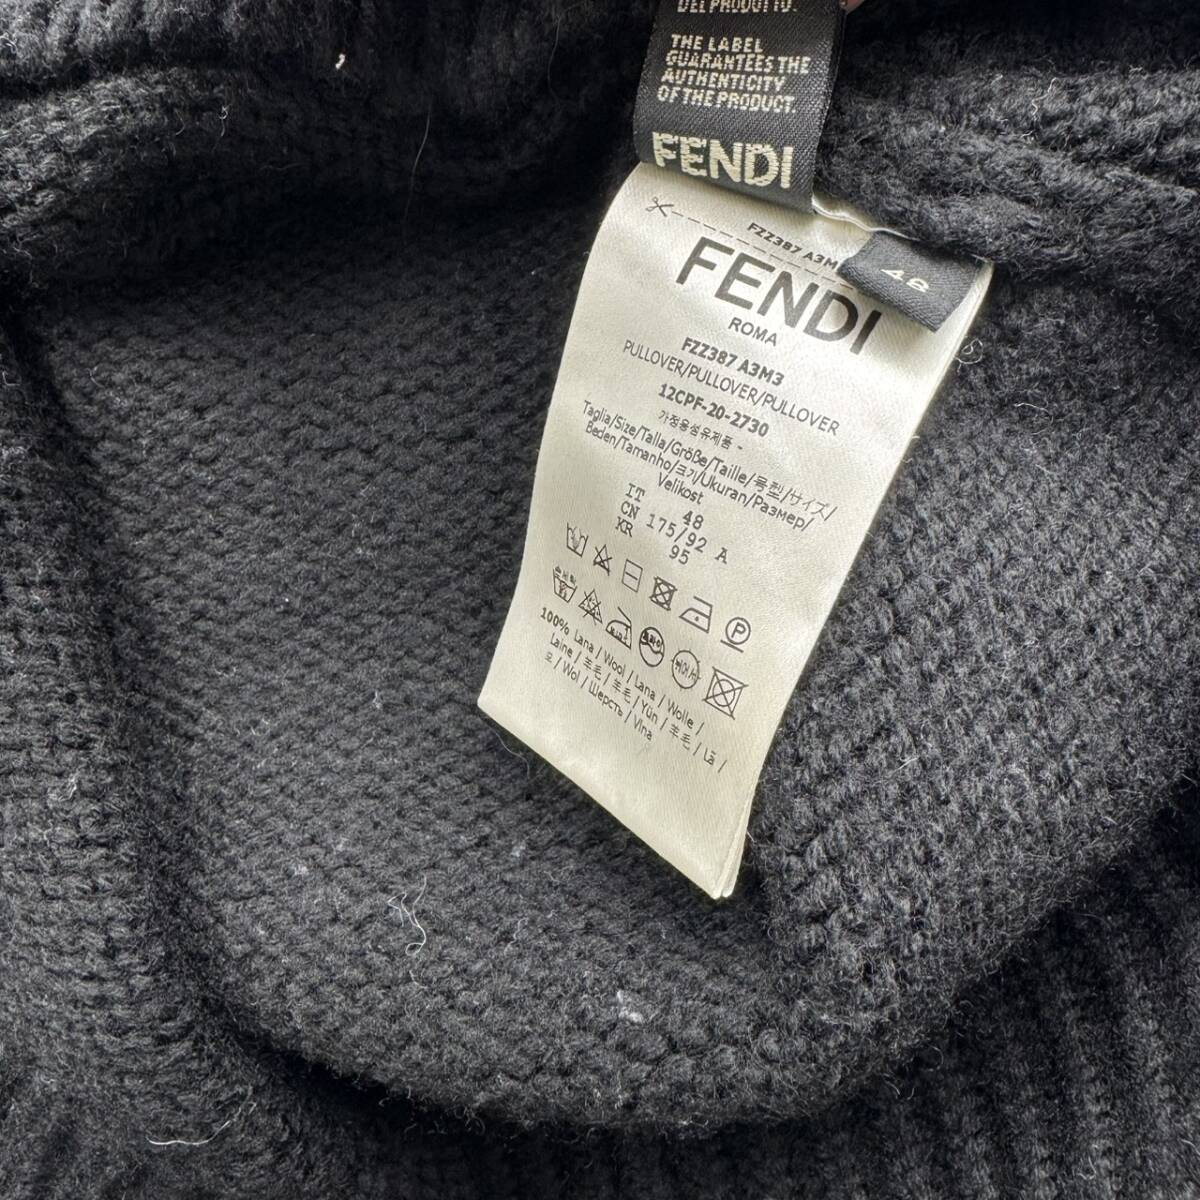 DEL PRODOTTO.
THE LABEL
GUARANTEES THE
AUTHENTICITY
OF THE PRODUCT.
FENDI
FZZ387 A3M
48
FENDI
ROMA
FZZ387 A3M3
PULLOVER/PULLOVER/PULLOVER
12CPF-20-2730
가정용섬유제품 -
Taglia/Size/Talla/Größe/Taille/号型/サイズ/
Beden/Tamanho/크기/Ukuran/Размер/
Velikost
IT 48
CN 175/92 A
KR 95
P
100% Lana / Wool / Lana / Wolle /
Laine / 羊毛 / 羊毛 / Yün / 羊毛 / Lã /
모 / Wol / Шерсть / Vlna